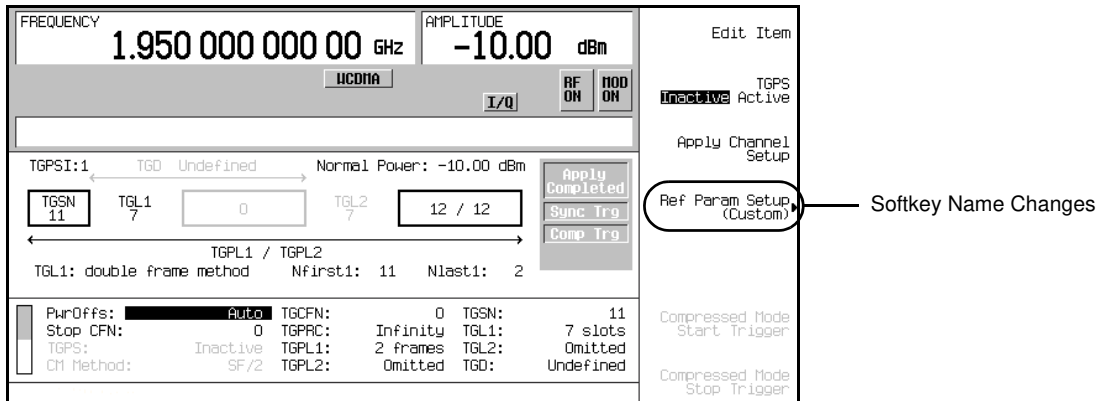 FREQUENCY
1.950 000 000 00 GHz
AMPLITUDE
-10.00 dBm
WCDMA
I/Q
RF ON
MOD ON
TGPSI:1 TGD Undefined Normal Power: -10.00 dBm
TGSN 11
TGL1 7
0
TGL2 7
12 / 12
Apply Completed
Sync Trg
Comp Trg
TGPL1 / TGPL2
TGL1: double frame method Nfirst1: 11 Nlast1: 2
PwrOffs: Auto TGCFN: 0 TGSN: 11
Stop CFN: 0 TGPRC: Infinity TGL1: 7 slots
TGPS: Inactive TGPL1: 2 frames TGL2: Omitted
CM Method: SF/2 TGPL2: Omitted TGD: Undefined
Edit Item
TGPS
Inactive Active
Apply Channel
Setup
Ref Param Setup
(Custom)
Compressed Mode
Start Trigger
Compressed Mode
Stop Trigger
Softkey Name Changes